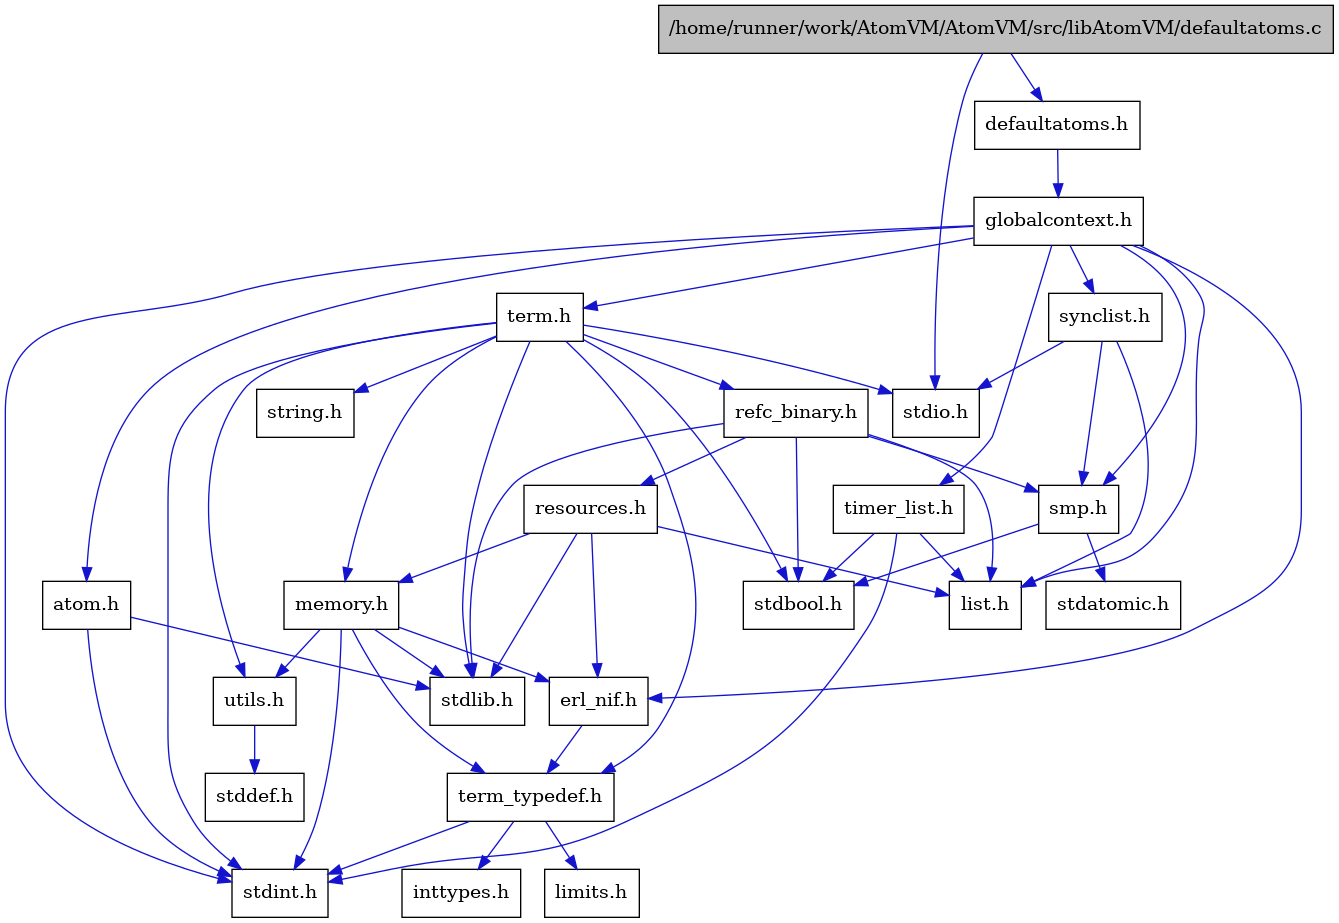 /home/runner/work/AtomVM/AtomVM/src/libAtomVM/defaultatoms.c
defaultatoms.h
globalcontext.h
term.h
synclist.h
string.h
refc_binary.h
stdio.h
resources.h
timer_list.h
smp.h
atom.h
memory.h
stdbool.h
list.h
stdatomic.h
utils.h
stdlib.h
erl_nif.h
stddef.h
term_typedef.h
stdint.h
inttypes.h
limits.h